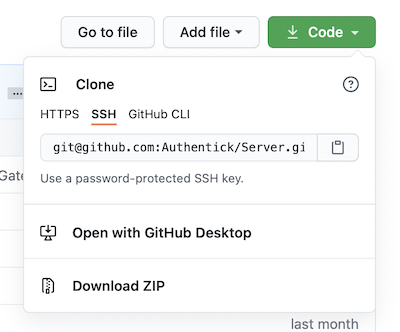 Go to file Add file Code
Clone
HTTPS SSH GitHub CLI
git@github.com:Authentick/Server.gi
Use a password-protected SSH key.
Gate
Open with GitHub Desktop
Download ZIP
last month